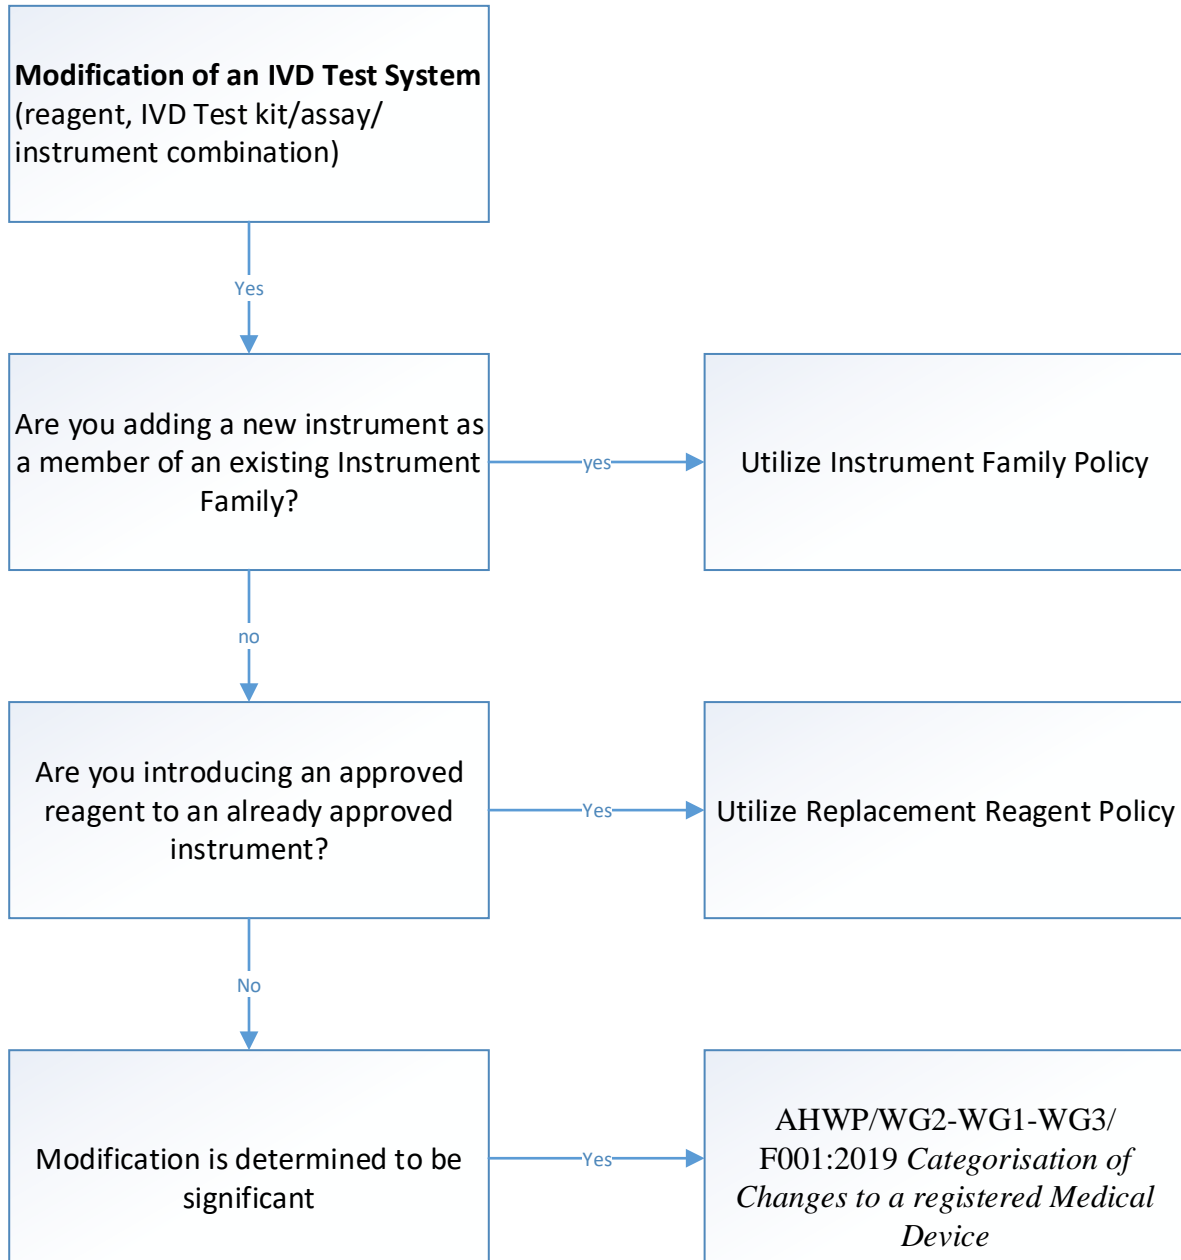 Modification of an IVD Test System
(reagent, IVD Test kit/assay/
instrument combination)
Yes
Are you adding a new instrument as
a member of an existing Instrument
Family?
yes
Utilize Instrument Family Policy
no
Are you introducing an approved
reagent to an already approved
instrument?
Yes
Utilize Replacement Reagent Policy
No
Modification is determined to be
significant
Yes
AHWP/WG2-WG1-WG3/
F001:2019 Categorisation of
Changes to a registered Medical
Device